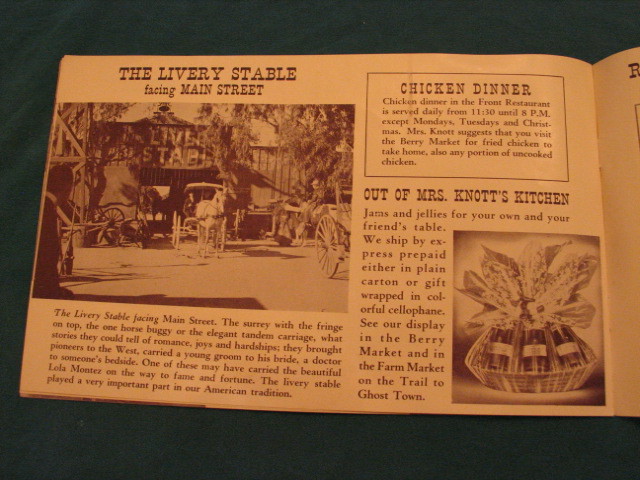 THE LIVERY STABLE
facing MAIN STREET
The Livery Stable facing Main Street. The surrey with the fringe
on top, the one horse buggy or the elegant tandem carriage, what
stories they could tell of romance, joys and hardships; they brought
pioneers to the West, carried a young groom to his bride, a doctor
to someone's bedside. One of these may have carried the beautiful
Lola Montez on the way to fame and fortune. The livery stable
played a very important part in our American tradition.
CHICKEN DINNER
Chicken dinner in the Front Restaurant
is served daily from 11:30 until 8 P.M.
except Mondays, Tuesdays and Christ-
mas. Mrs. Knott suggests that you visit
the Berry Market for fried chicken to
take home, also any portion of uncooked
chicken.
OUT OF MRS. KNOTT'S KITCHEN
Jams and jellies for your own and your
friend's table.
We ship by ex-
press prepaid
either in plain
carton or gift
wrapped in col-
orful cellophane.
See our display
in the Berry
Market and in
the Farm Market
on the Trail to
Ghost Town.
R